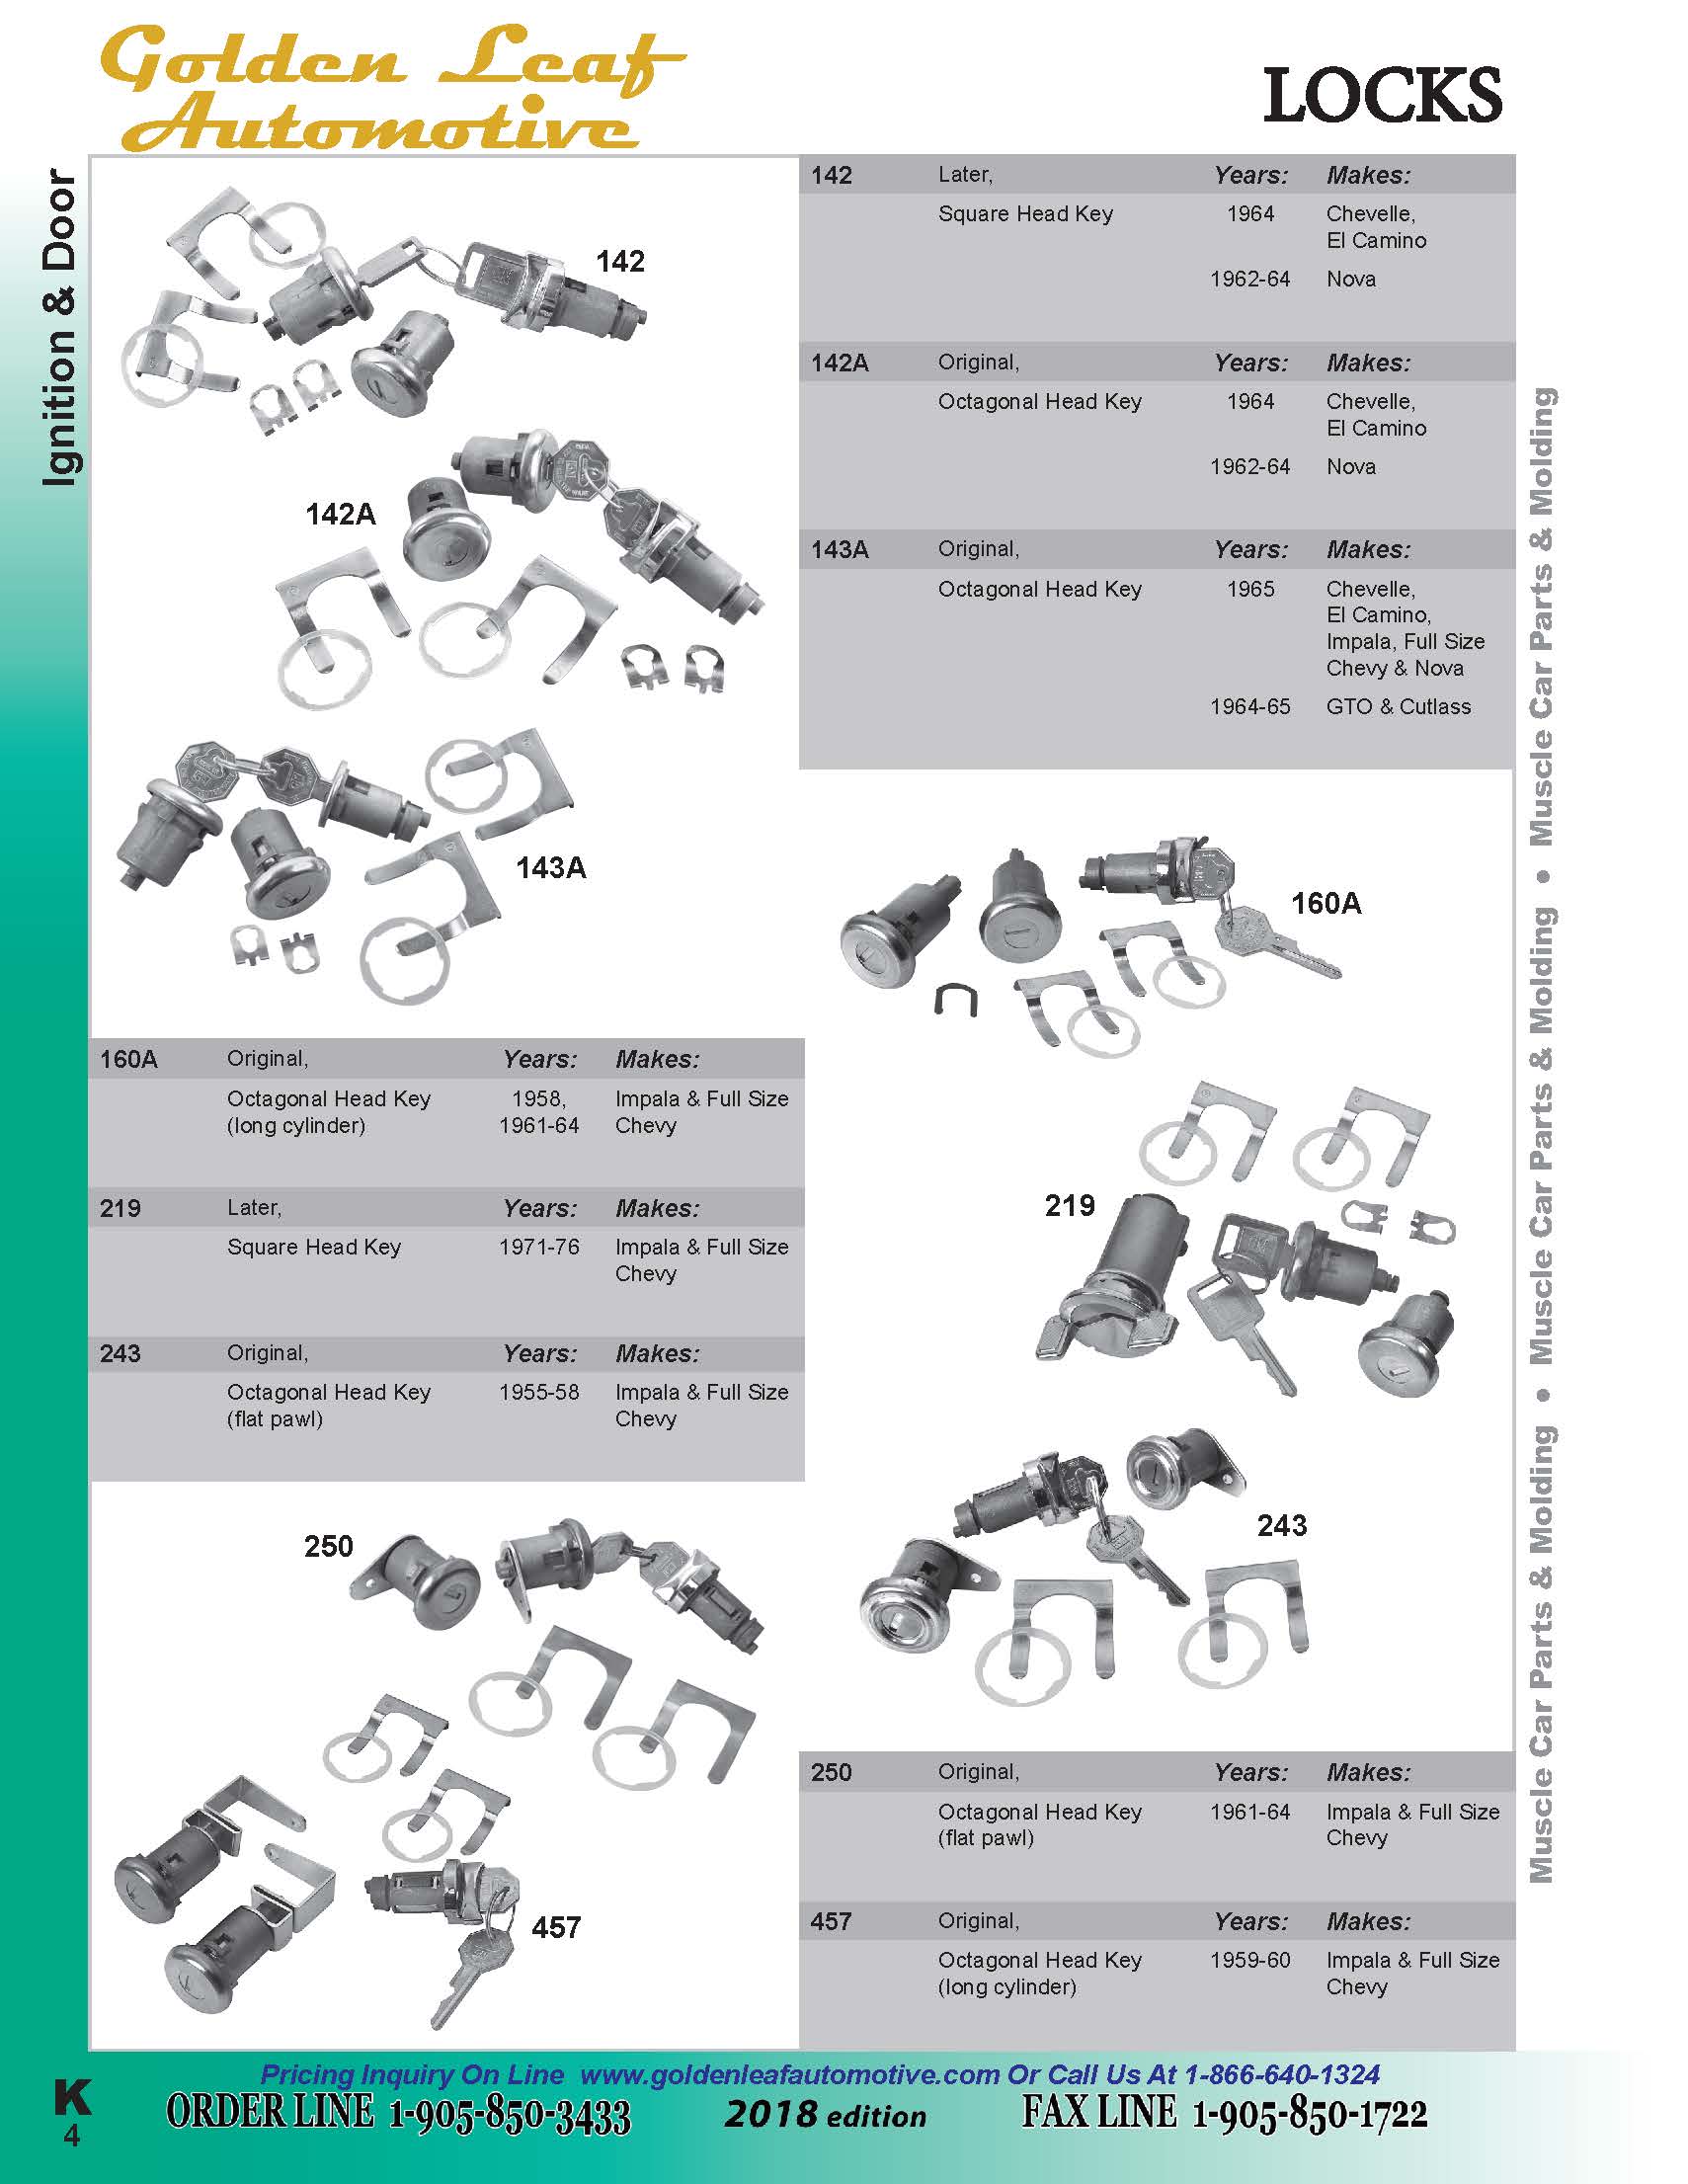 Golden Leaf
Automotive
LOCKS
Ignition & Door
142 Later, Years: Makes:
Square Head Key 1964 Chevelle,
El Camino
1962-64 Nova
142A Original, Years: Makes:
Octagonal Head Key 1964 Chevelle,
El Camino
1962-64 Nova
143A Original, Years: Makes:
Octagonal Head Key 1965 Chevelle,
El Camino,
Impala, Full Size
Chevy & Nova
1964-65 GTO & Cutlass
142
142A
143A
160A
160A Original, Years: Makes:
Octagonal Head Key 1958, Impala & Full Size
(long cylinder) 1961-64 Chevy
219 Later, Years: Makes:
Square Head Key 1971-76 Impala & Full Size
Chevy
243 Original, Years: Makes:
Octagonal Head Key 1955-58 Impala & Full Size
(flat pawl) Chevy
219
243
250
457
250 Original, Years: Makes:
Octagonal Head Key 1961-64 Impala & Full Size
(flat pawl) Chevy
457 Original, Years: Makes:
Octagonal Head Key 1959-60 Impala & Full Size
(long cylinder) Chevy
Muscle Car Parts & Molding • Muscle Car Parts & Molding • Muscle Car Parts & Molding
Pricing Inquiry On Line www.goldenleafautomotive.com Or Call Us At 1-866-640-1324
K
4
ORDER LINE 1-905-850-3433 2018 edition FAX LINE 1-905-850-1722